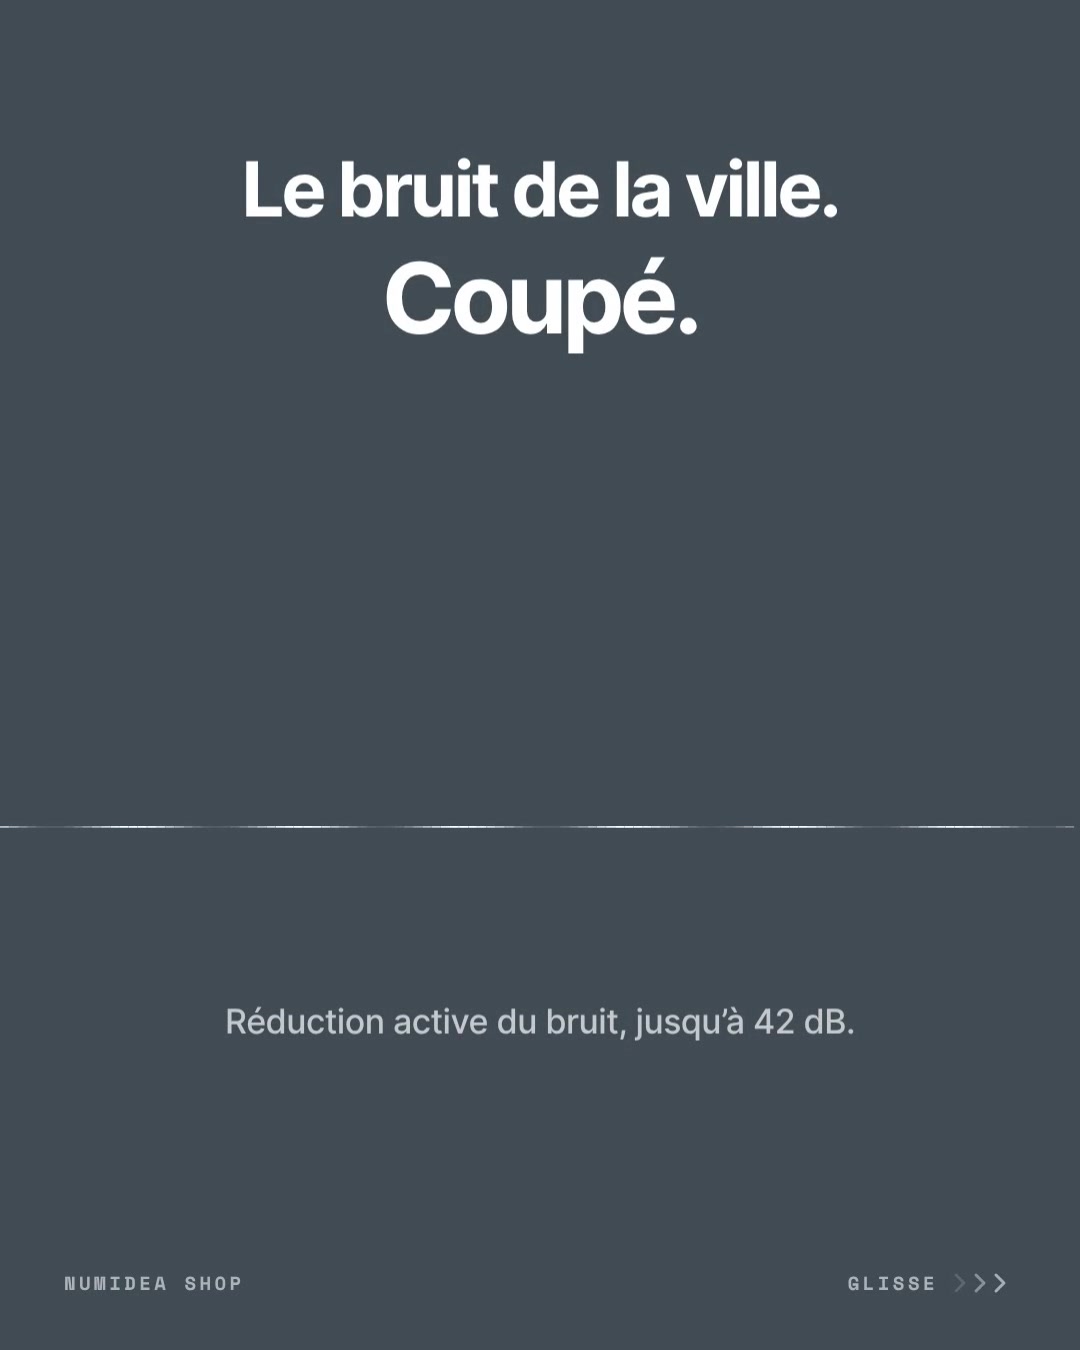 Le bruit de la ville.
Coupé.
Réduction active du bruit, jusqu’à 42 dB.
NUMIDEA SHOP
GLISSE